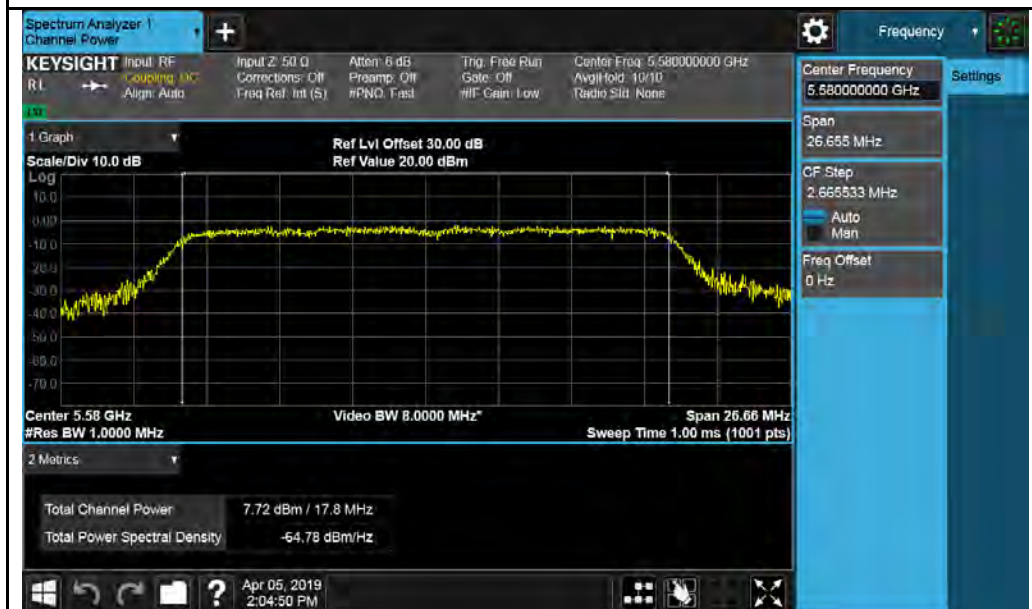 Spectrum Analyzer 1
Channel Power
Frequency
KEYSIGHT
RL
Input: RF
Coupling: DC
Align: Auto
Input Z: 50 Ω
Corrections: Off
Freq Ref: Int (S)
Atten: 6 dB
Preamp: Off
#PNO: Fast
Trig: Free Run
Gate: Off
#IF Gain: Low
Center Freq: 5.580000000 GHz
Avg|Hold: 10/10
Radio Std: None
Center Frequency
5.580000000 GHz
Settings
Span
26.655 MHz
CF Step
2.665533 MHz
Auto
Man
Freq Offset
0 Hz
1 Graph
Scale/Div 10.0 dB
Ref Lvl Offset 30.00 dB
Ref Value 20.00 dBm
Log
10.0
0.00
-10.0
-20.0
-30.0
-40.0
-50.0
-60.0
-70.0
Center 5.58 GHz
#Res BW 1.0000 MHz
Video BW 8.0000 MHz*
Span 26.66 MHz
Sweep Time 1.00 ms (1001 pts)
2 Metrics
Total Channel Power 7.72 dBm / 17.8 MHz
Total Power Spectral Density -64.78 dBm/Hz
?
Apr 05, 2019
2:04:50 PM